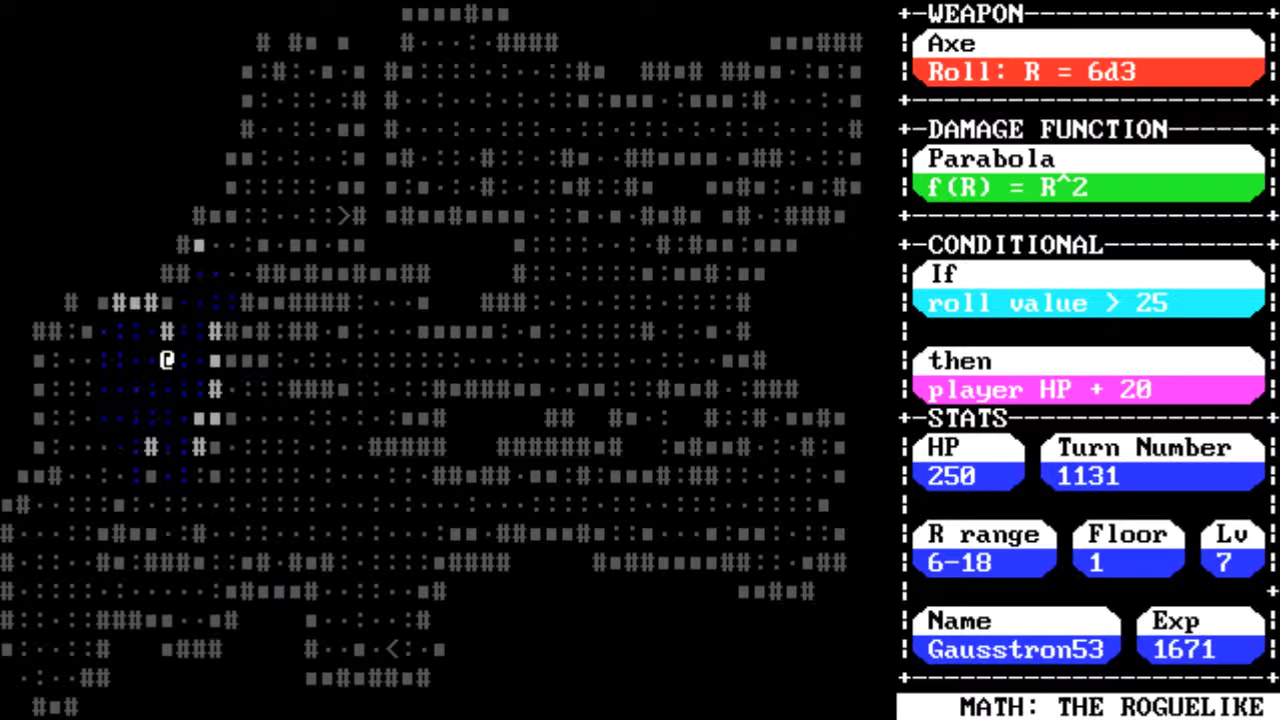 WEAPON
Axe
Roll: R = 6d3
DAMAGE FUNCTION
Parabola
f(R) = R^2
CONDITIONAL
If
roll value > 25
then
player HP + 20
STATS
HP Turn Number
250 1131
R range Floor Lv
6-18 1 7
Name Exp
Gausstron53 1671
MATH: THE ROGUELIKE